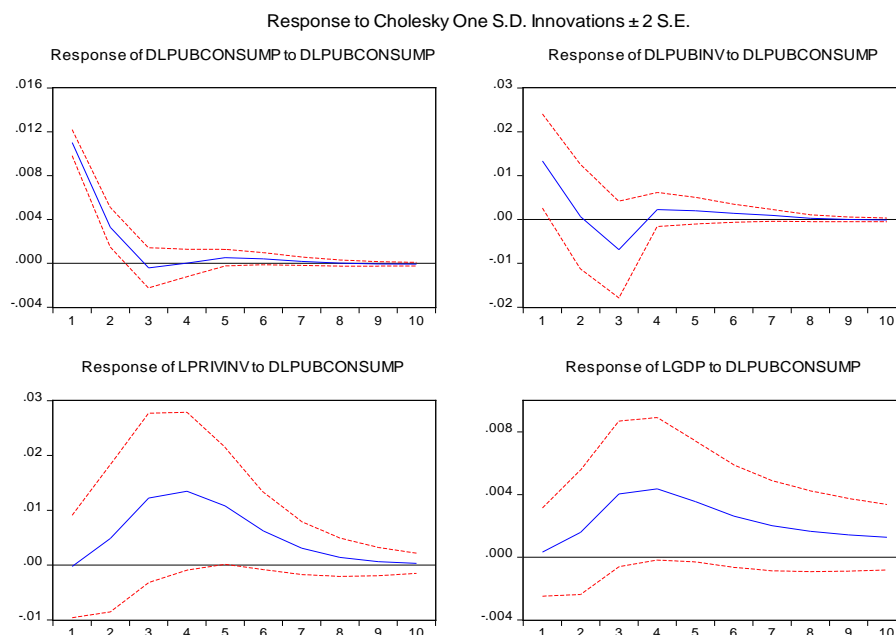 Response to Cholesky One S.D. Innovations ± 2 S.E.
Response of DLPUBCONSUMP to DLPUBCONSUMP
.016
.012
.008
.004
.000
-.004
1 2 3 4 5 6 7 8 9 10
Response of DLPUBINV to DLPUBCONSUMP
.03
.02
.01
.00
-.01
-.02
1 2 3 4 5 6 7 8 9 10
Response of LPRIVINV to DLPUBCONSUMP
.03
.02
.01
.00
-.01
1 2 3 4 5 6 7 8 9 10
Response of LGDP to DLPUBCONSUMP
.008
.004
.000
-.004
1 2 3 4 5 6 7 8 9 10